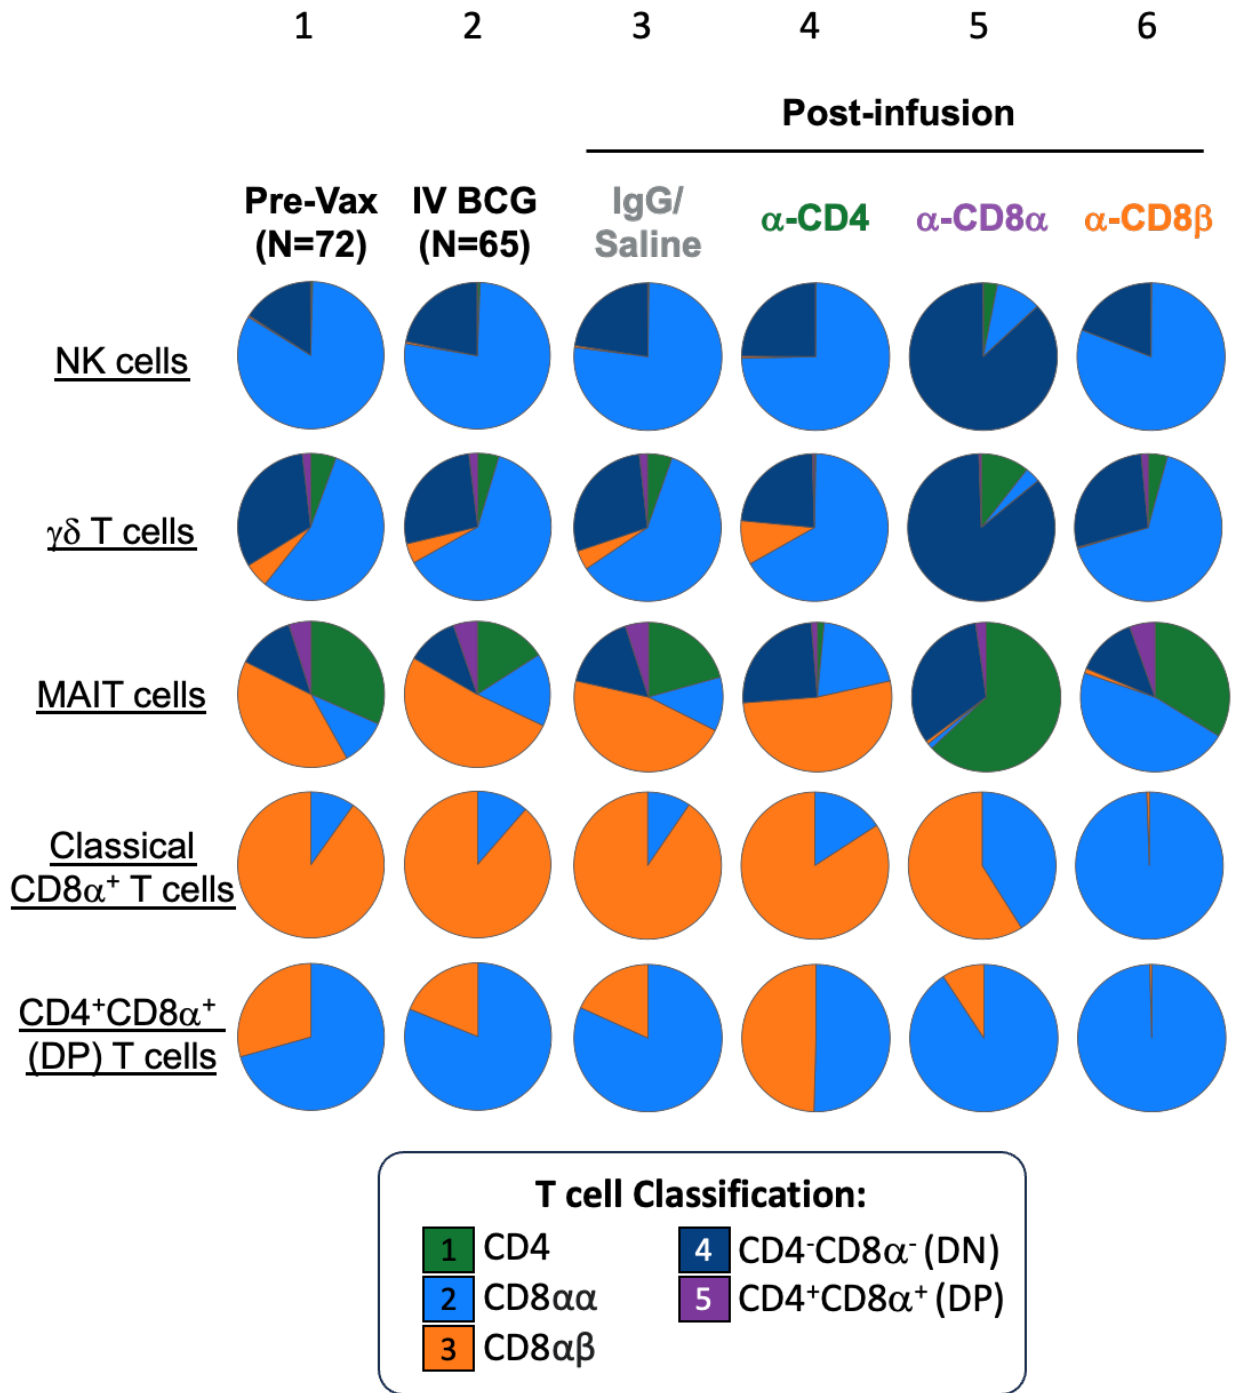 1 2 3 4 5 6
Post-infusion
Pre-Vax (N=72)
IV BCG (N=65)
IgG/ Saline
α-CD4
α-CD8α
α-CD8β
NK cells
γδ T cells
MAIT cells
Classical
CD8α⁺ T cells
CD4⁺CD8α⁺
(DP) T cells
T cell Classification:
1 CD4
2 CD8αα
3 CD8αβ
4 CD4⁻CD8α⁻ (DN)
5 CD4⁺CD8α⁺ (DP)